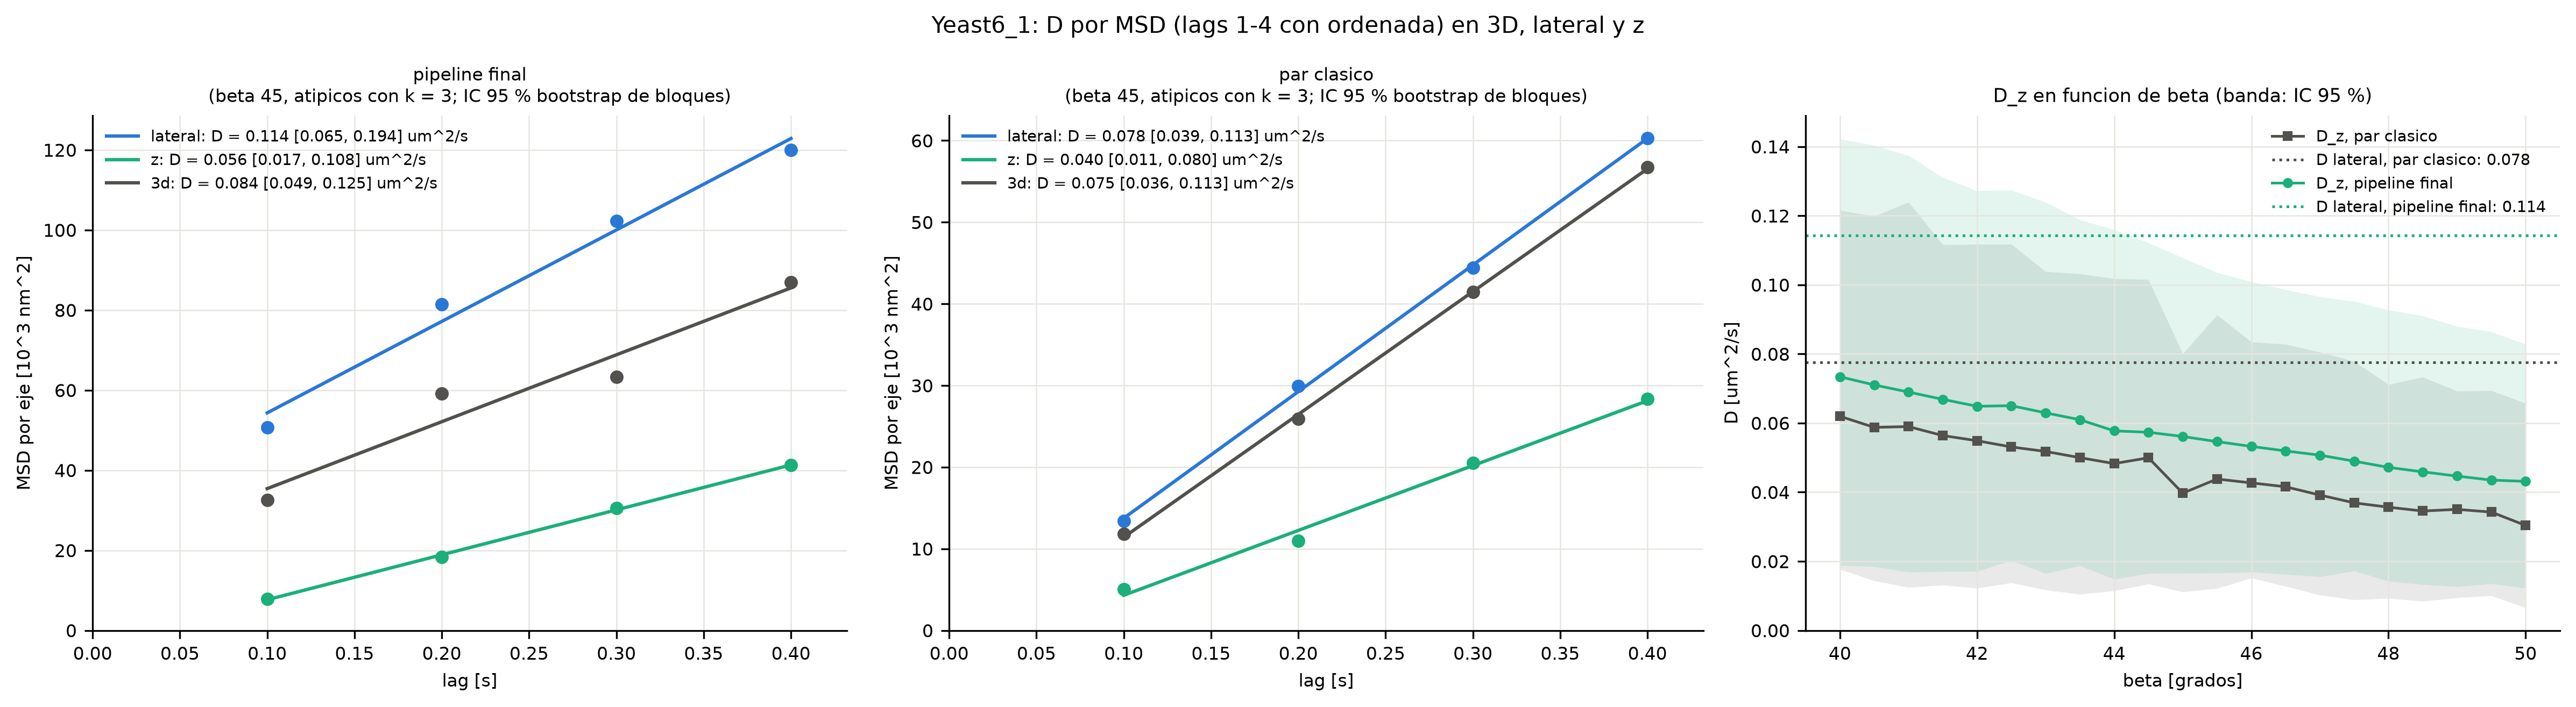 Yeast6_1: D por MSD (lags 1-4 con ordenada) en 3D, lateral y z
pipeline final
(beta 45, atipicos con k = 3; IC 95 % bootstrap de bloques)
lateral: D = 0.114 [0.065, 0.194] um^2/s
z: D = 0.056 [0.017, 0.108] um^2/s
3d: D = 0.084 [0.049, 0.125] um^2/s
MSD por eje [10^3 nm^2]
120
100
80
60
40
20
0
0.00 0.05 0.10 0.15 0.20 0.25 0.30 0.35 0.40
lag [s]
par clasico
(beta 45, atipicos con k = 3; IC 95 % bootstrap de bloques)
lateral: D = 0.078 [0.039, 0.113] um^2/s
z: D = 0.040 [0.011, 0.080] um^2/s
3d: D = 0.075 [0.036, 0.113] um^2/s
MSD por eje [10^3 nm^2]
60
50
40
30
20
10
0
0.00 0.05 0.10 0.15 0.20 0.25 0.30 0.35 0.40
lag [s]
D_z en funcion de beta (banda: IC 95 %)
D_z, par clasico
D lateral, par clasico: 0.078
D_z, pipeline final
D lateral, pipeline final: 0.114
D [um^2/s]
0.14
0.12
0.10
0.08
0.06
0.04
0.02
0.00
40 42 44 46 48 50
beta [grados]